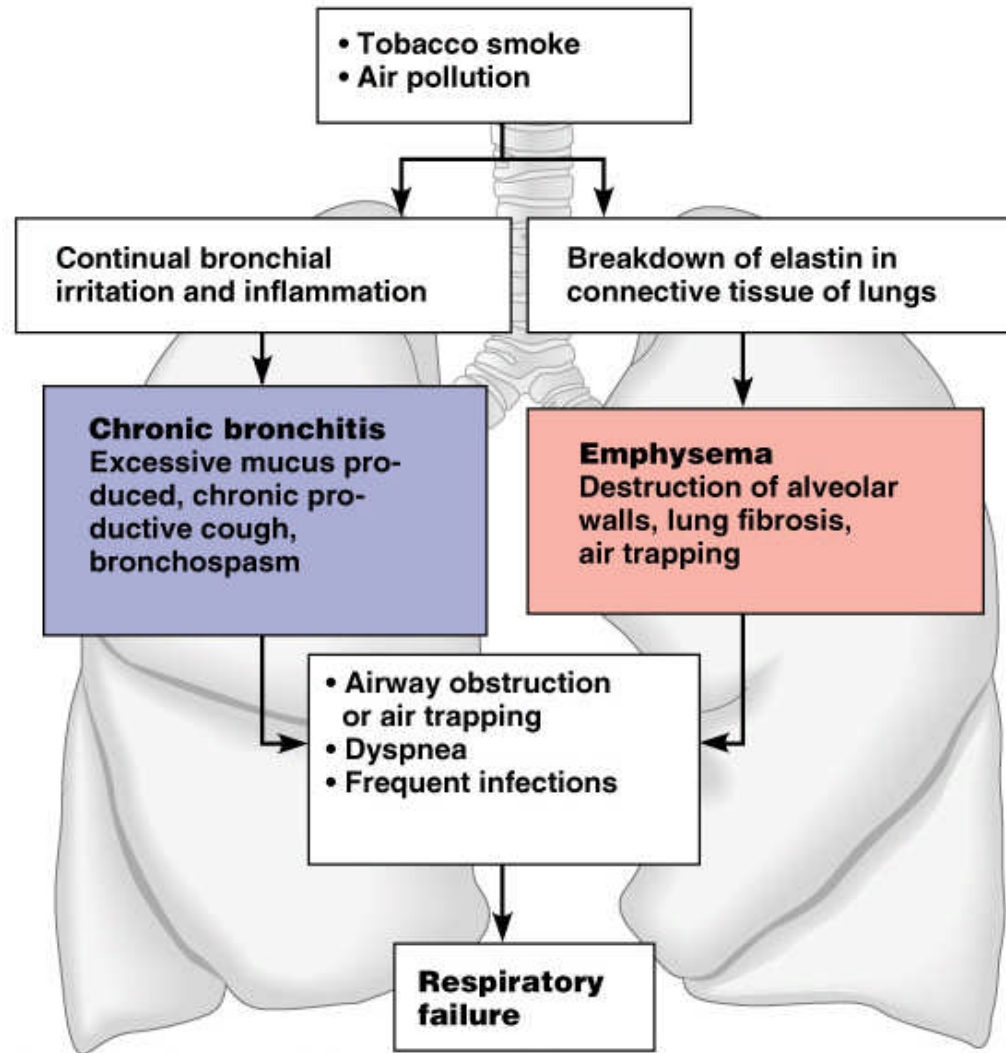 • Tobacco smoke
• Air pollution
Continual bronchial
irritation and inflammation
Breakdown of elastin in
connective tissue of lungs
Chronic bronchitis
Excessive mucus pro-
duced, chronic pro-
ductive cough,
bronchospasm
Emphysema
Destruction of alveolar
walls, lung fibrosis,
air trapping
• Airway obstruction
or air trapping
• Dyspnea
• Frequent infections
Respiratory
failure